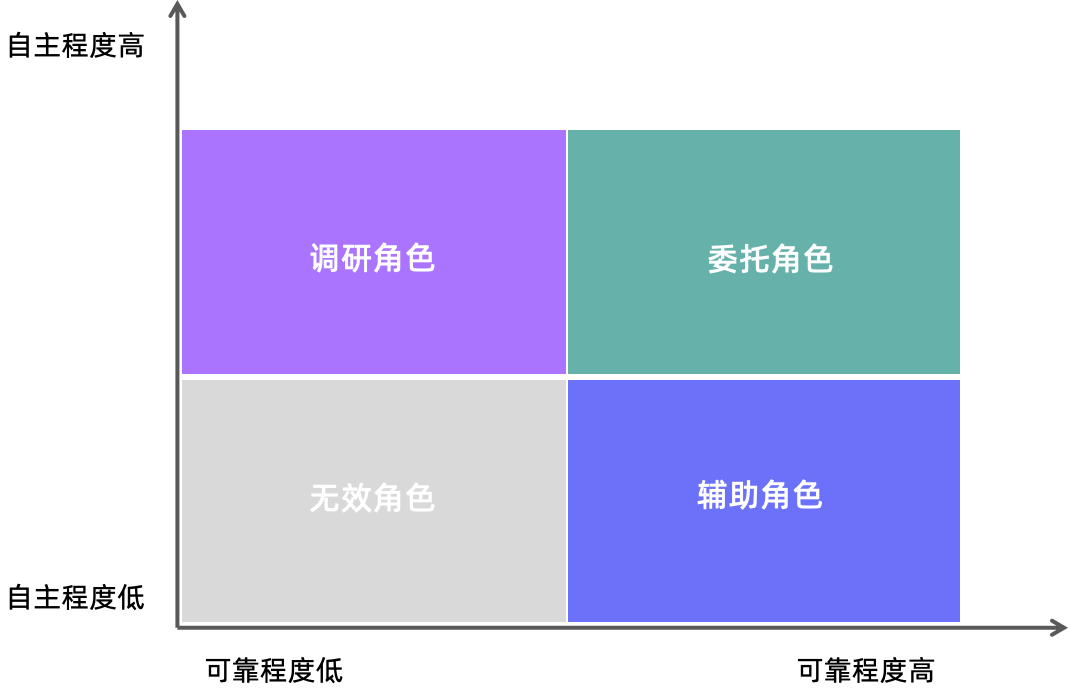 自主程度高
调研角色
委托角色
无效角色
辅助角色
自主程度低
可靠程度低
可靠程度高